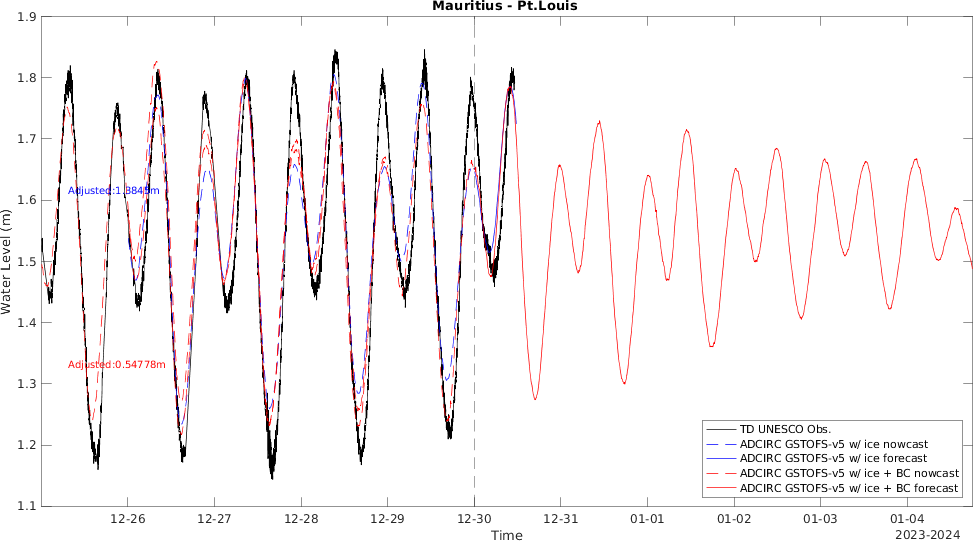 Mauritius - Pt.Louis
1.9
1.8
1.7
1.6
1.5
1.4
1.3
1.2
1.1
Water Level (m)
Adjusted:1.3845m
Adjusted:0.54778m
TD UNESCO Obs.
ADCIRC GSTOFS-v5 w/ ice nowcast
ADCIRC GSTOFS-v5 w/ ice forecast
ADCIRC GSTOFS-v5 w/ ice + BC nowcast
ADCIRC GSTOFS-v5 w/ ice + BC forecast
12-26 12-27 12-28 12-29 12-30 12-31 01-01 01-02 01-03 01-04
Time
2023-2024